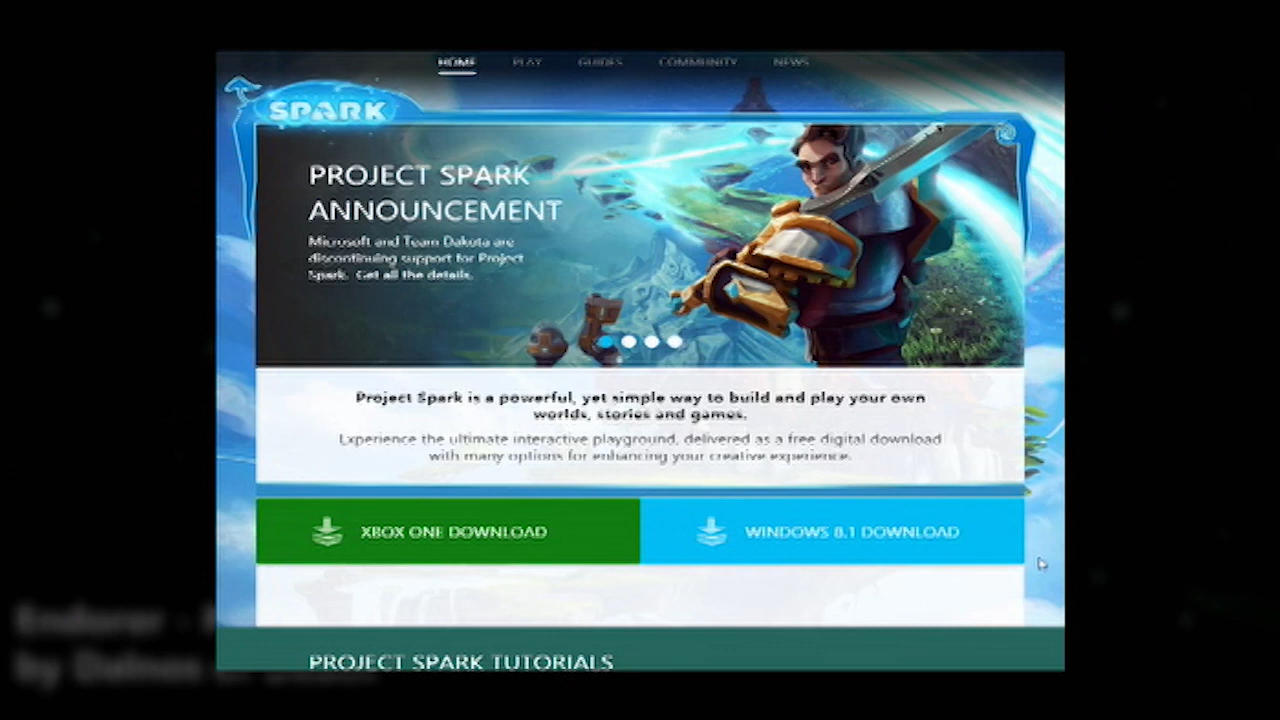 HOME PLAY GUIDES COMMUNITY NEWS
SPARK
PROJECT SPARK
ANNOUNCEMENT
Microsoft and Team Dakota are
discontinuing support for Project
Spark. Get all the details.
Project Spark is a powerful, yet simple way to build and play your own
worlds, stories and games.
Experience the ultimate interactive playground, delivered as a free digital download
with many options for enhancing your creative experience.
XBOX ONE DOWNLOAD
WINDOWS 8.1 DOWNLOAD
PROJECT SPARK TUTORIALS
by